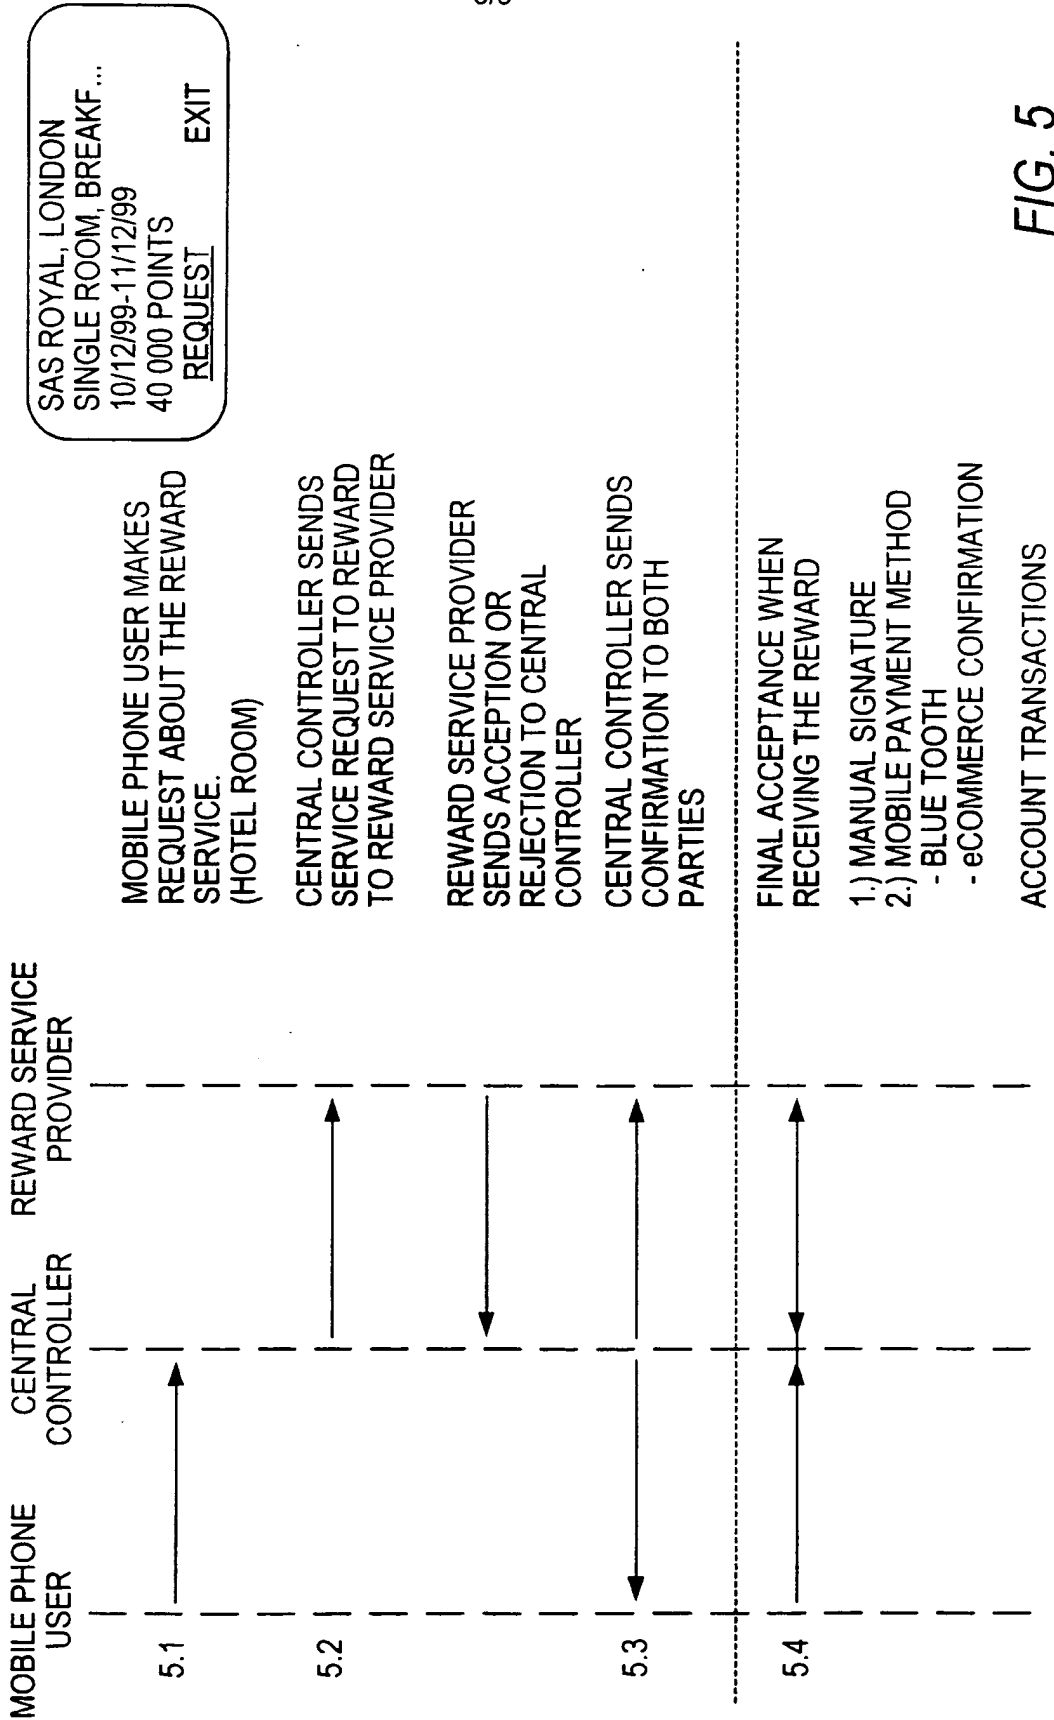 MOBILE PHONE
USER
CENTRAL
CONTROLLER
REWARD SERVICE
PROVIDER
5.1
MOBILE PHONE USER MAKES
REQUEST ABOUT THE REWARD
SERVICE.
(HOTEL ROOM)
SAS ROYAL, LONDON
SINGLE ROOM, BREAKF...
10/12/99-11/12/99
40 000 POINTS
REQUEST EXIT
5.2
CENTRAL CONTROLLER SENDS
SERVICE REQUEST TO REWARD
TO REWARD SERVICE PROVIDER
REWARD SERVICE PROVIDER
SENDS ACCEPTION OR
REJECTION TO CENTRAL
CONTROLLER
5.3
CENTRAL CONTROLLER SENDS
CONFIRMATION TO BOTH
PARTIES
5.4
FINAL ACCEPTANCE WHEN
RECEIVING THE REWARD
1.) MANUAL SIGNATURE
2.) MOBILE PAYMENT METHOD
- BLUE TOOTH
- eCOMMERCE CONFIRMATION
ACCOUNT TRANSACTIONS
FIG. 5